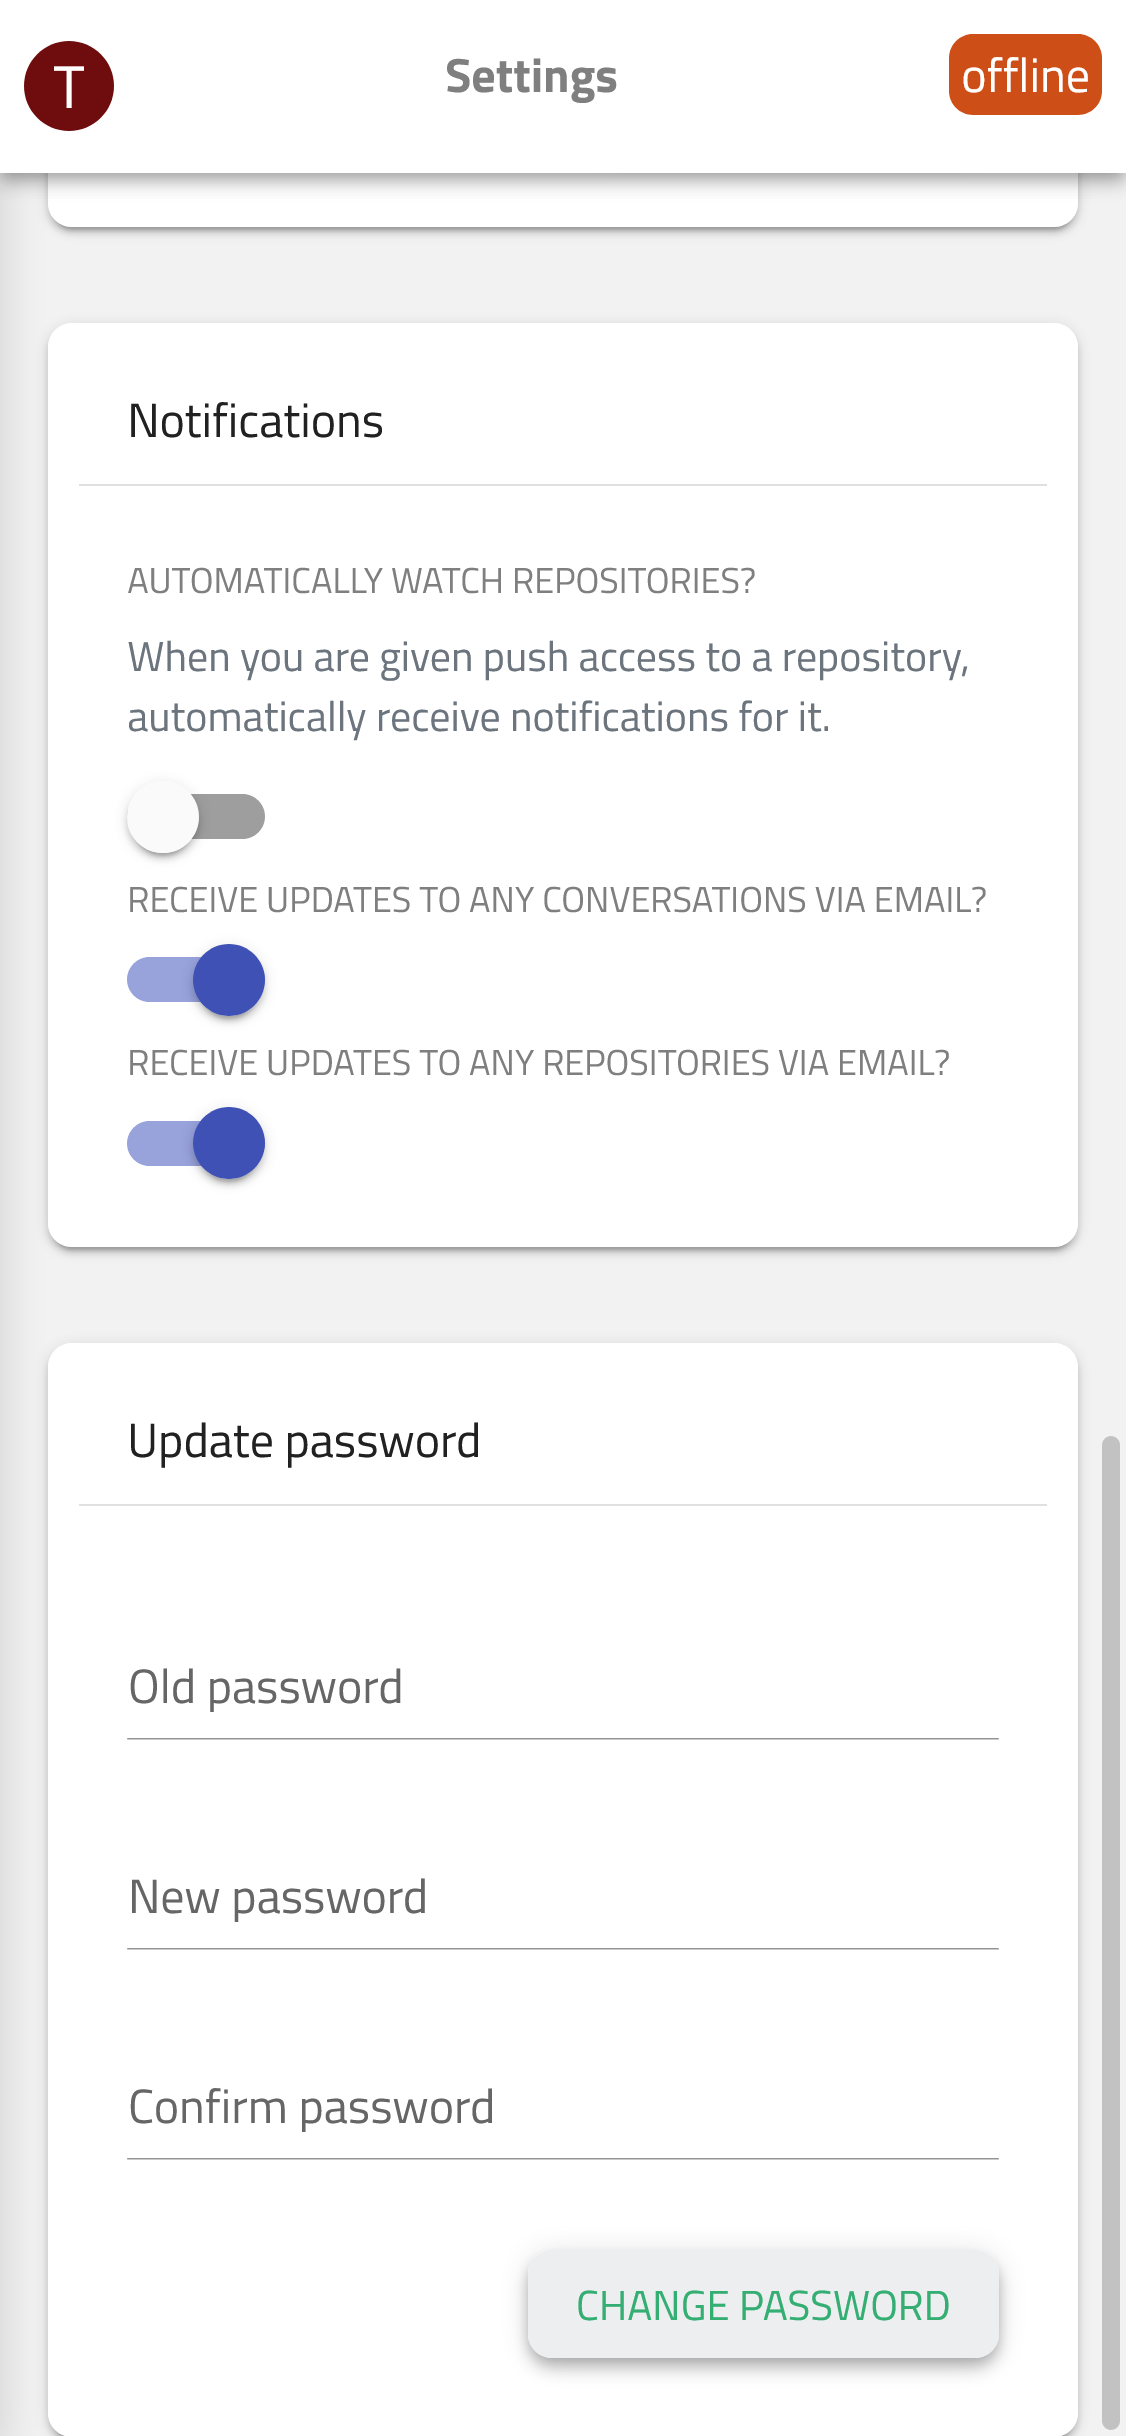 T
Settings
offline
Notifications
AUTOMATICALLY WATCH REPOSITORIES?
When you are given push access to a repository,
automatically receive notifications for it.
RECEIVE UPDATES TO ANY CONVERSATIONS VIA EMAIL?
RECEIVE UPDATES TO ANY REPOSITORIES VIA EMAIL?
Update password
Old password
New password
Confirm password
CHANGE PASSWORD